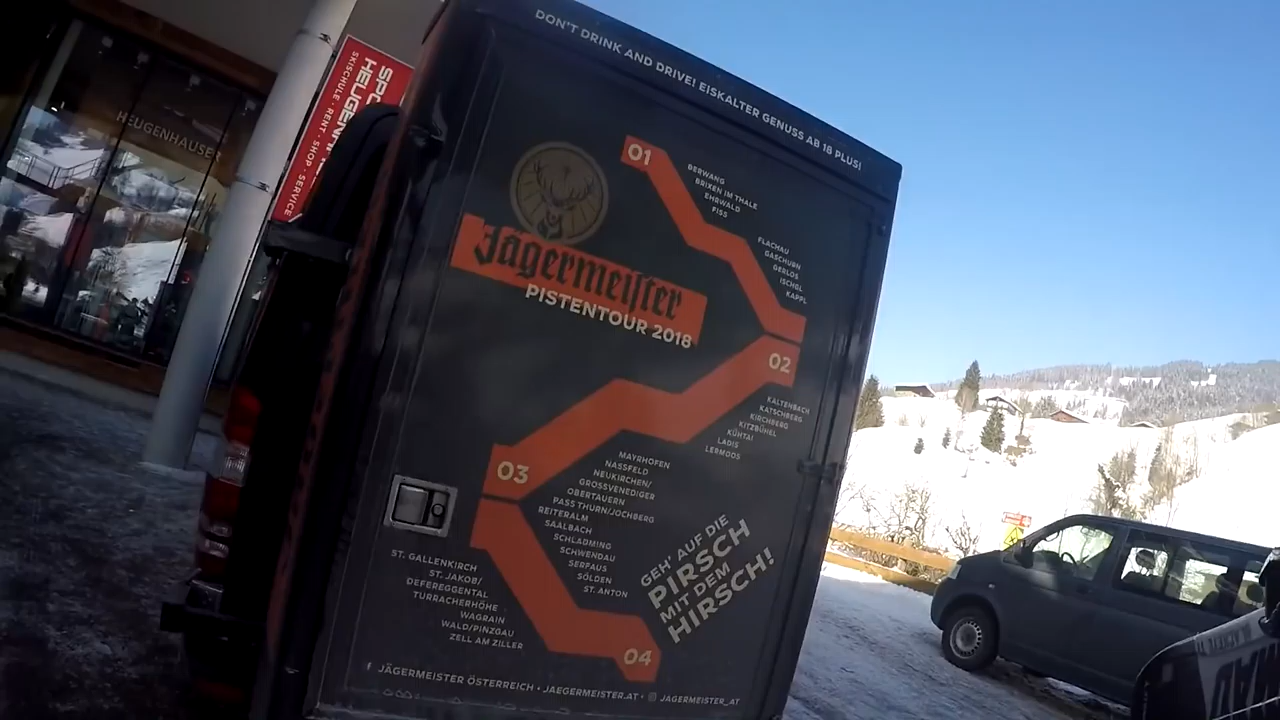 DON'T DRINK AND DRIVE! EISKALTER GENUSS AB 18 PLUS!
HEUGENHAUSER
SKISCHULE · RENT · SHOP · SERVICE
Jägermeister
PISTENTOUR 2018
01
BERWANG
BRIXEN IM THALE
EHRWALD
FISS
FLACHAU
GASCHURN
GERLOS
ISCHGL
KAPPL
02
KALTENBACH
KATSCHBERG
KIRCHBERG
KITZBÜHEL
KÜHTAI
LADIS
LERMOOS
03
MAYRHOFEN
NASSFELD
NEUKIRCHEN/
GROSSVENEDIGER
OBERTAUERN
PASS THURN/JOCHBERG
REITERALM
SAALBACH
SCHLADMING
SCHWENDAU
SERFAUS
SÖLDEN
ST. ANTON
ST. GALLENKIRCH
ST. JAKOB/
DEFEREGGENTAL
TURRACHERHÖHE
WAGRAIN
WALD/PINZGAU
ZELL AM ZILLER
04
GEH' AUF DIE
PIRSCH
MIT DEM
HIRSCH!
JÄGERMEISTER ÖSTERREICH · JAEGERMEISTER.AT · JAGERMEISTER_AT